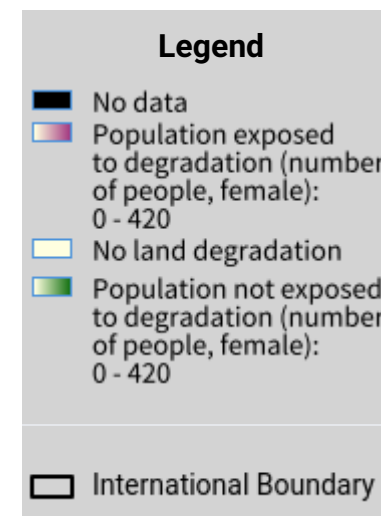 Legend
No data
Population exposed
to degradation (number
of people, female):
0 - 420
No land degradation
Population not exposed
to degradation (number
of people, female):
0 - 420
International Boundary